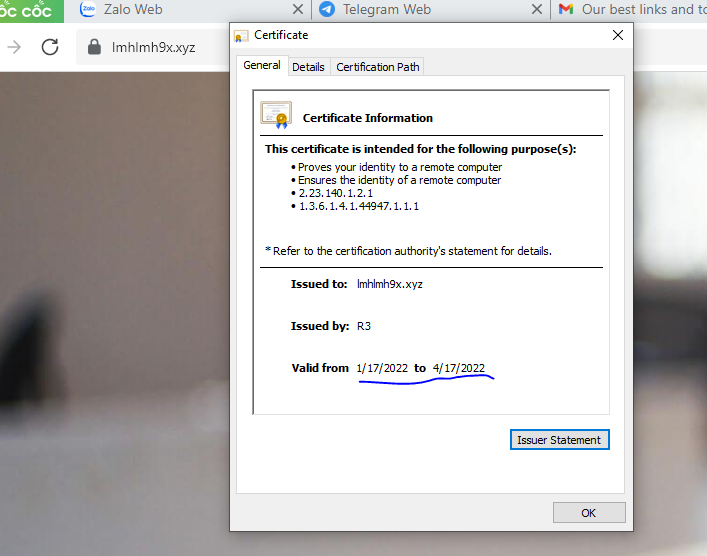 ốc cốc
Zalo Web
Telegram Web
Our best links and to
lmhlmh9x.xyz
Certificate
General
Details
Certification Path
Certificate Information
This certificate is intended for the following purpose(s):
• Proves your identity to a remote computer
• Ensures the identity of a remote computer
• 2.23.140.1.2.1
• 1.3.6.1.4.1.44947.1.1.1
* Refer to the certification authority's statement for details.
Issued to: lmhlmh9x.xyz
Issued by: R3
Valid from 1/17/2022 to 4/17/2022
Issuer Statement
OK